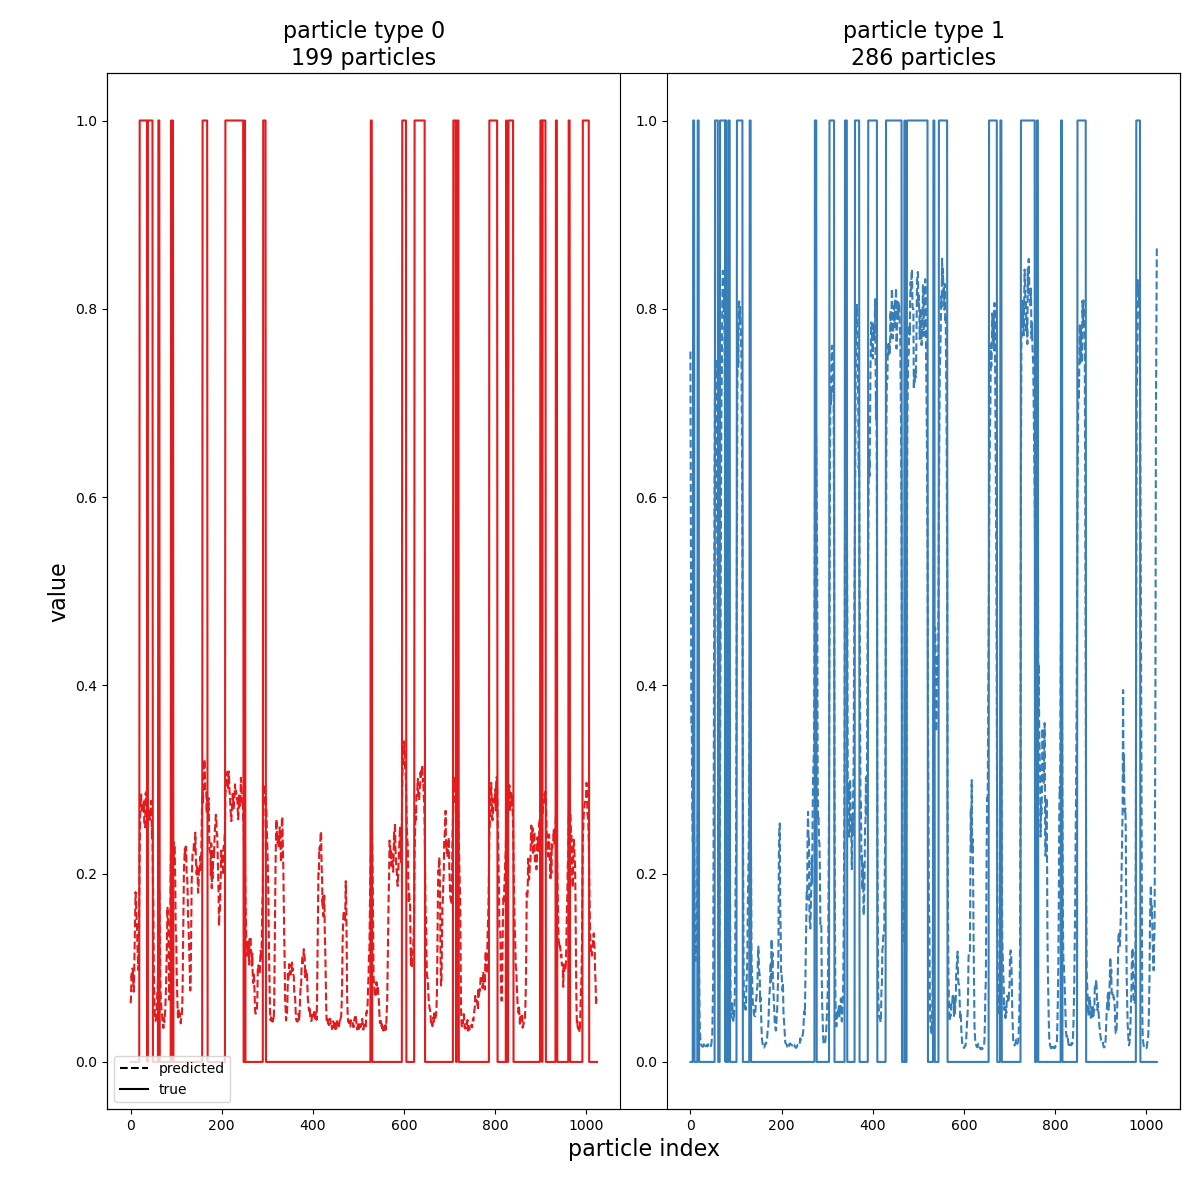 particle type 0
199 particles
particle type 1
286 particles
1.0
0.8
0.6
0.4
0.2
0.0
1.0
0.8
0.6
0.4
0.2
0.0
value
predicted
true
0 200 400 600 800 1000
0 200 400 600 800 1000
particle index